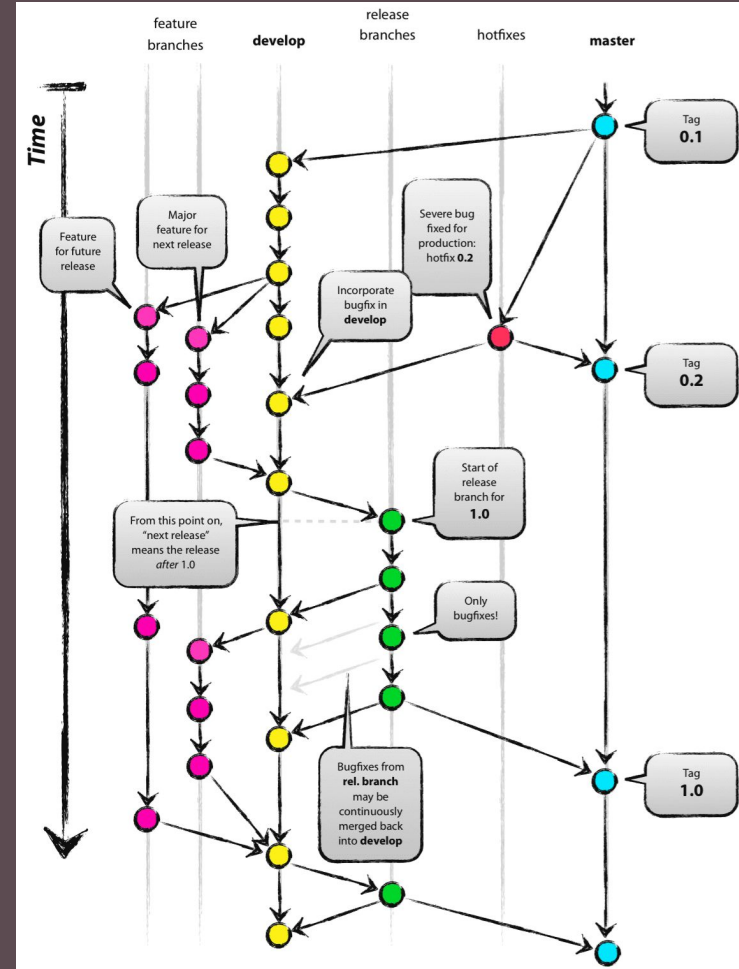 feature
branches
develop
release
branches
hotfixes
master
Time
Tag
0.1
Feature
for future
release
Major
feature for
next release
Severe bug
fixed for
production:
hotfix 0.2
Incorporate
bugfix in
develop
Tag
0.2
Start of
release
branch for
1.0
From this point on,
“next release”
means the release
after 1.0
Only
bugfixes!
Bugfixes from
rel. branch
may be
continuously
merged back
into develop
Tag
1.0